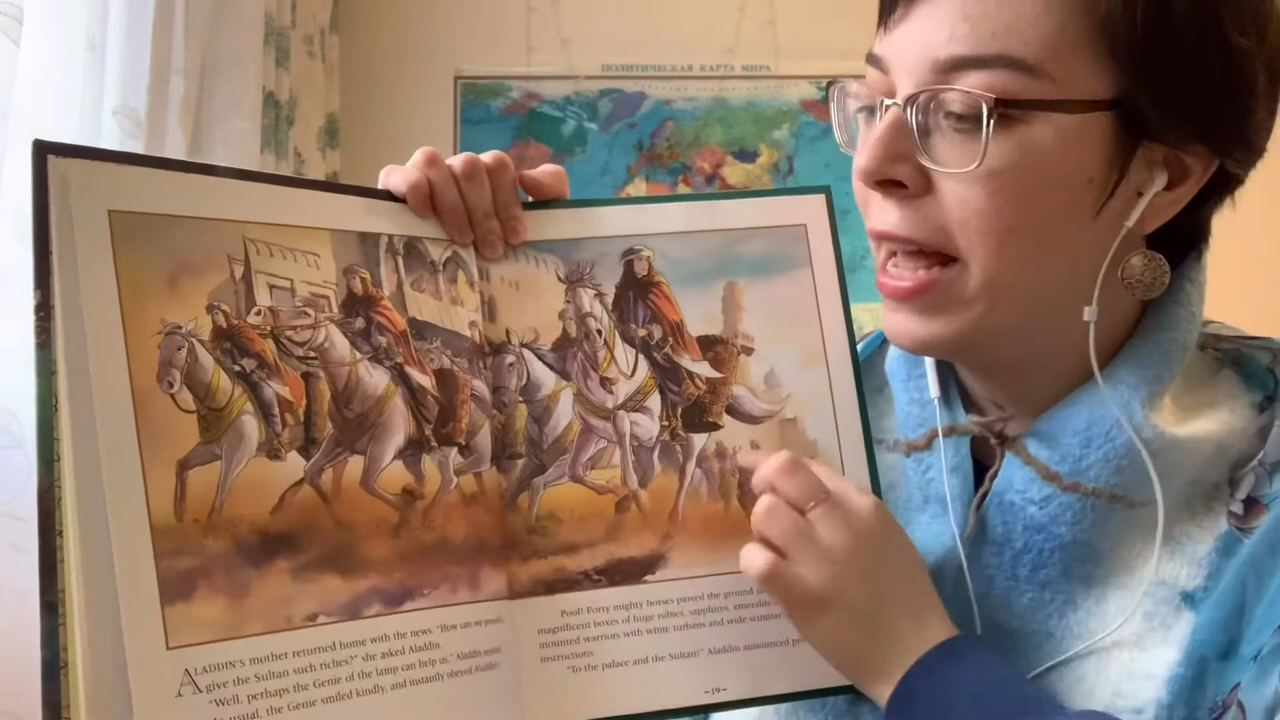 ПОЛИТИЧЕСКАЯ КАРТА МИРА
ALADDIN'S mother returned home with the news. "How can we provide
give the Sultan such riches?" she asked Aladdin.
"Well, perhaps the Genie of the lamp can help us," Aladdin replied
usual, the Genie smiled kindly, and instantly obeyed Aladdin's
Poof! Forty mighty horses pawed the ground
magnificent boxes of huge rubies, sapphires, emeralds
mounted warriors with white turbans and wide scimitars
instructions.
"To the palace and the Sultan!" Aladdin announced
–19–